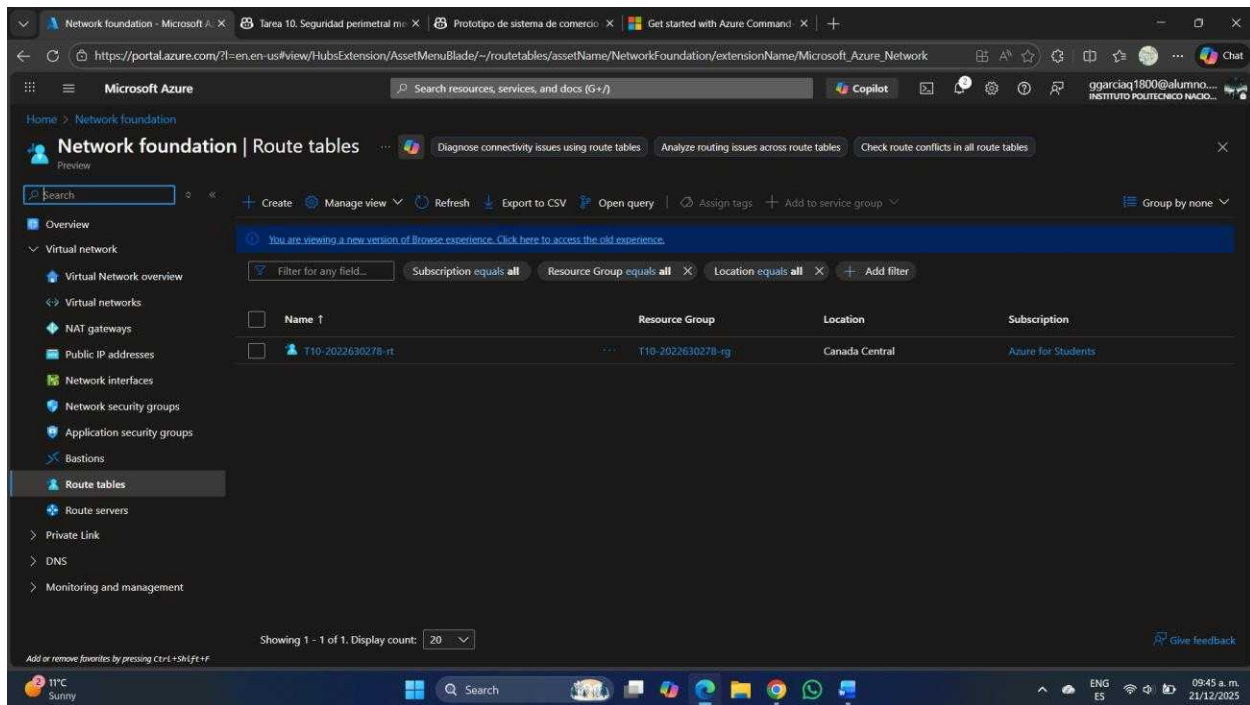 Network foundation - Microsoft A
Tarea 10. Seguridad perimetral me
Prototipo de sistema de comercio
Get started with Azure Command-
https://portal.azure.com/?l=en.en-us#view/HubsExtension/AssetMenuBlade/~/routetables/assetName/NetworkFoundation/extensionName/Microsoft_Azure_Network
Chat
Microsoft Azure
Search resources, services, and docs (G+/)
Copilot
2
ggarciaq1800@alumno....
INSTITUTO POLITECNICO NACIO...
Home > Network foundation
Network foundation | Route tables ...
Preview
Diagnose connectivity issues using route tables
Analyze routing issues across route tables
Check route conflicts in all route tables
Search
+ Create
Manage view
Refresh
Export to CSV
Open query
Assign tags
+ Add to service group
Group by none
You are viewing a new version of Browse experience. Click here to access the old experience.
Filter for any field...
Subscription equals all
Resource Group equals all
Location equals all
+ Add filter
Overview
Virtual network
Virtual Network overview
Virtual networks
NAT gateways
Public IP addresses
Network interfaces
Network security groups
Application security groups
Bastions
Route tables
Route servers
Private Link
DNS
Monitoring and management
Add or remove favorites by pressing Ctrl+Shift+F
Name ↑
Resource Group
Location
Subscription
T10-2022630278-rt
...
T10-2022630278-rg
Canada Central
Azure for Students
Showing 1 - 1 of 1. Display count: 20
Give feedback
2
11°C
Sunny
Search
ENG
ES
09:45 a. m.
21/12/2025